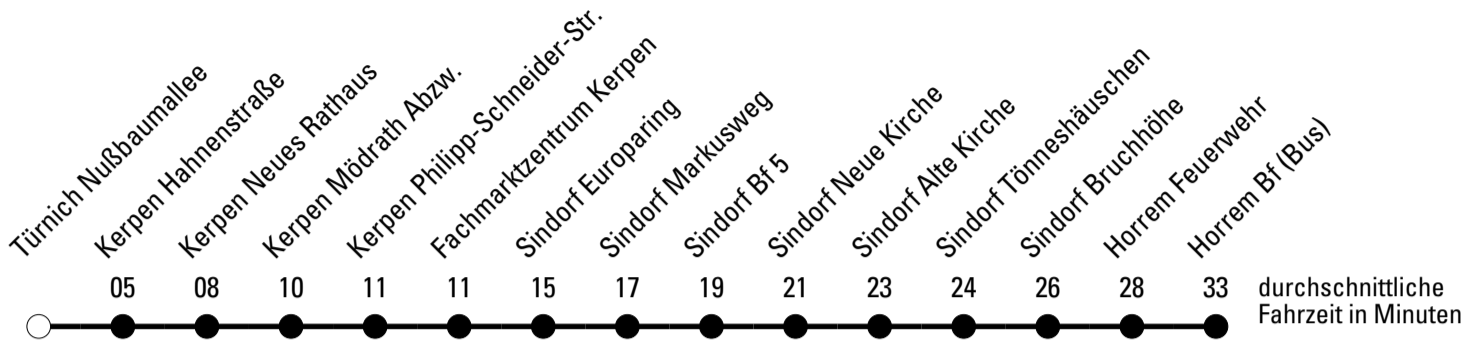 Türnich Nußbaumallee
Kerpen Hahnenstraße
Kerpen Neues Rathaus
Kerpen Mödrath Abzw.
Kerpen Philipp-Schneider-Str.
Fachmarktzentrum Kerpen
Sindorf Europaring
Sindorf Markusweg
Sindorf Bf 5
Sindorf Neue Kirche
Sindorf Alte Kirche
Sindorf Tönneshäuschen
Sindorf Bruchhöhe
Horrem Feuerwehr
Horrem Bf (Bus)
05 08 10 11 11 15 17 19 21 23 24 26 28 33
durchschnittliche
Fahrzeit in Minuten